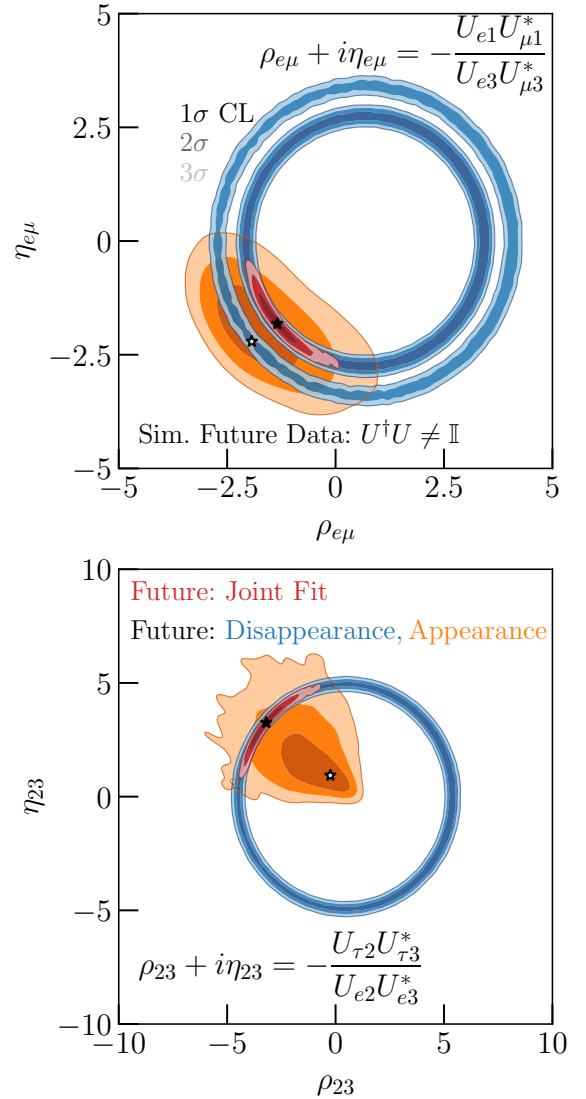 ρ_{eμ} + iη_{eμ} = −\frac{U_{e1}U^*_{μ1}}{U_{e3}U^*_{μ3}}
1σ CL
2σ
3σ
5
2.5
0
−2.5
−5
η_{eμ}
Sim. Future Data: U†U ≠ 𝕀
−5
−2.5
0
2.5
5
ρ_{eμ}
10
5
0
−5
−10
η_{23}
Future: Joint Fit
Future: Disappearance, Appearance
ρ_{23} + iη_{23} = −\frac{U_{τ2}U^*_{τ3}}{U_{e2}U^*_{e3}}
−10
−5
0
5
10
ρ_{23}